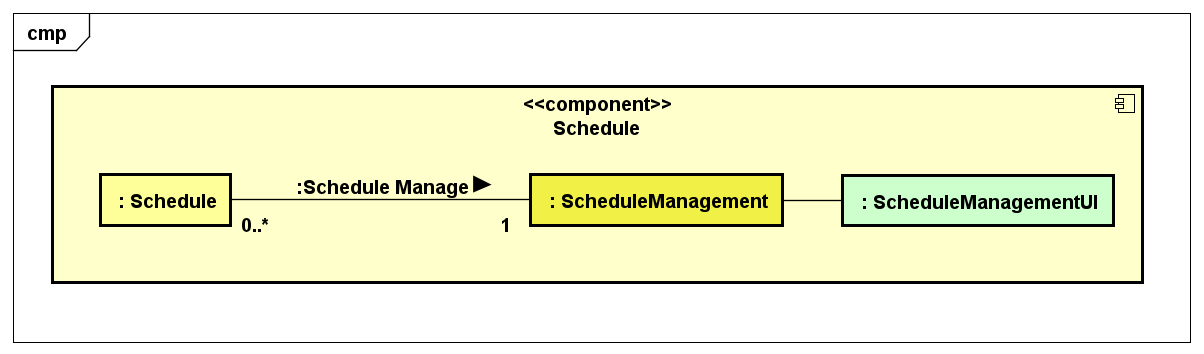 cmp
<<component>>
Schedule
:Schedule Manage
: Schedule
: ScheduleManagement
: ScheduleManagementUI
0..*
1